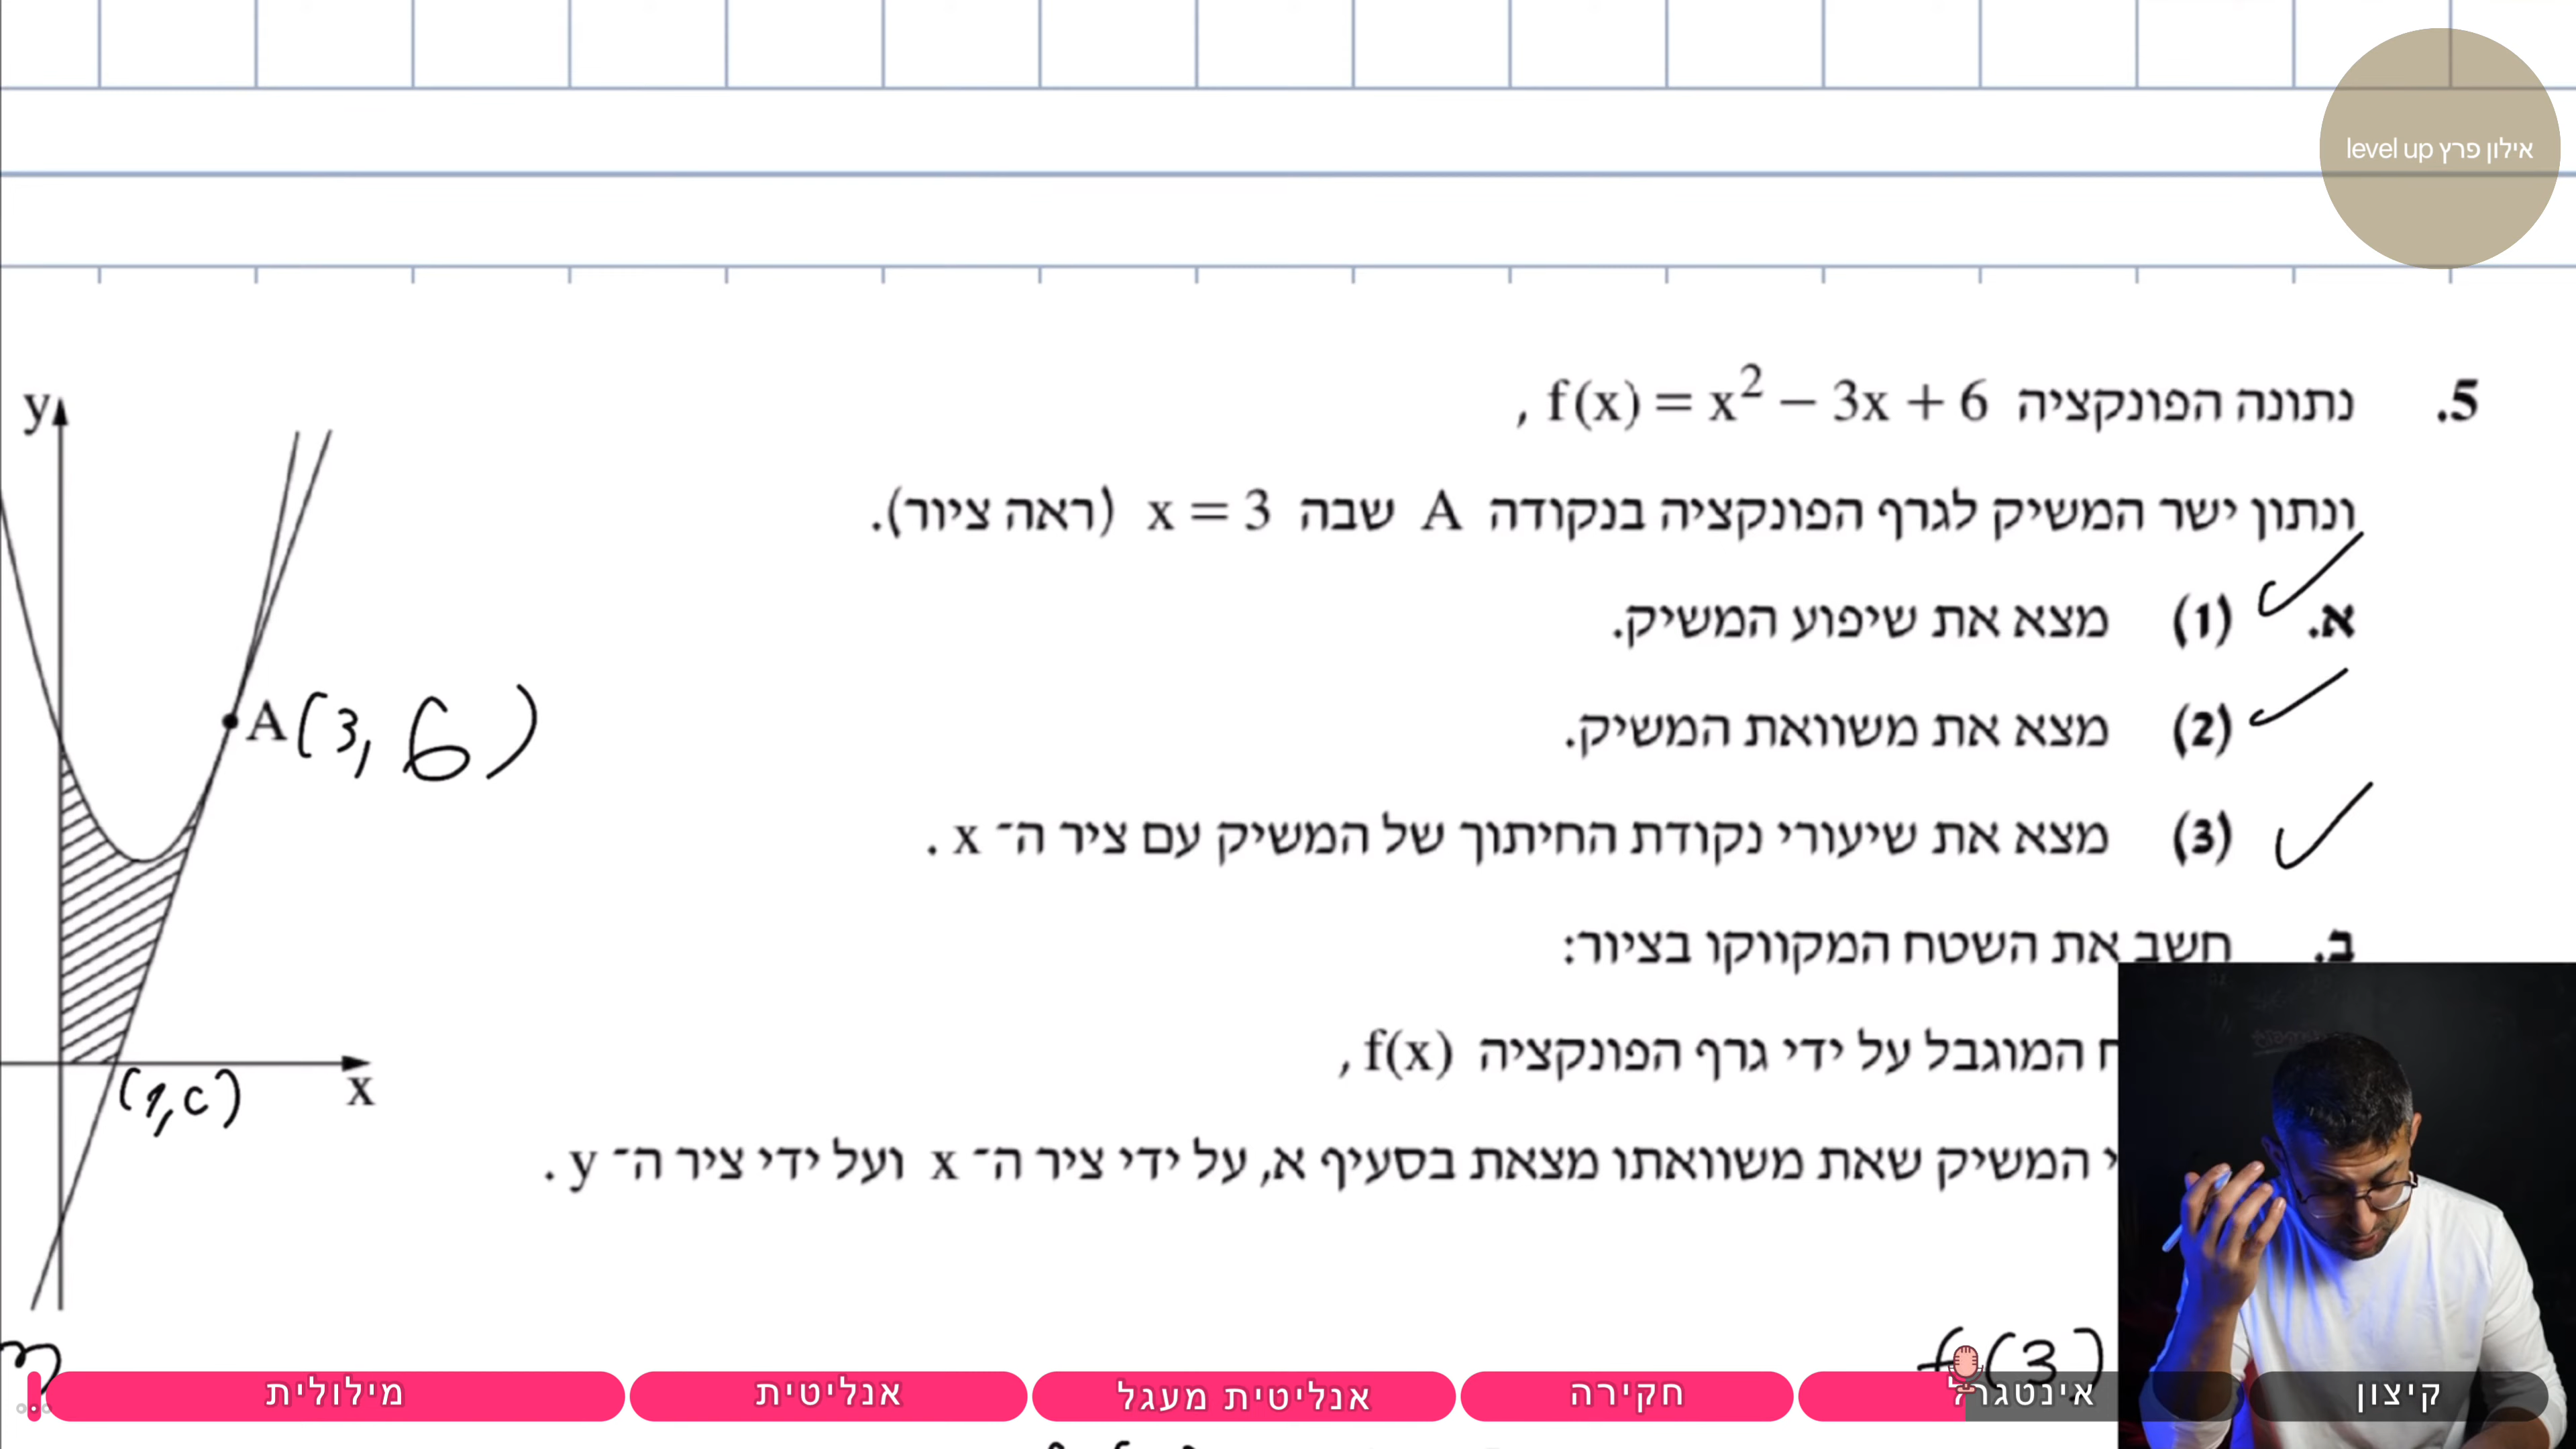 אילון פרץ level up
5. נתונה הפונקציה f(x) = x² − 3x + 6 ,
ונתון ישר המשיק לגרף הפונקציה בנקודה A שבה x = 3 (ראה ציור).
א. (1) מצא את שיפוע המשיק.
(2) מצא את משוואת המשיק.
(3) מצא את שיעורי נקודת החיתוך של המשיק עם ציר ה־ x .
ב. חשב את השטח המקווקו בציור:
המוגבל על ידי גרף הפונקציה f(x) ,
המשיק שאת משוואתו מצאת בסעיף א, על ידי ציר ה־ x ועל ידי ציר ה־ y .
y
A (3, 6)
(1, 0)
x
f(3)
מילולית
אנליטית
אנליטית מעגל
חקירה
אינטגרל
קיצון